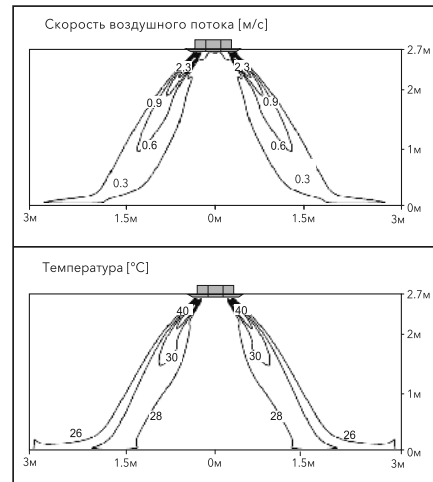 Скорость воздушного потока [м/с]
2.7м
2.3 2.3
2м
0.9 0.9
0.6 0.6
1м
0.3 0.3
0м
3м 1.5м 0м 1.5м 3м
Температура [°C]
2.7м
40 40
2м
30 30
1м
28 28
26 26
0м
3м 1.5м 0м 1.5м 3м